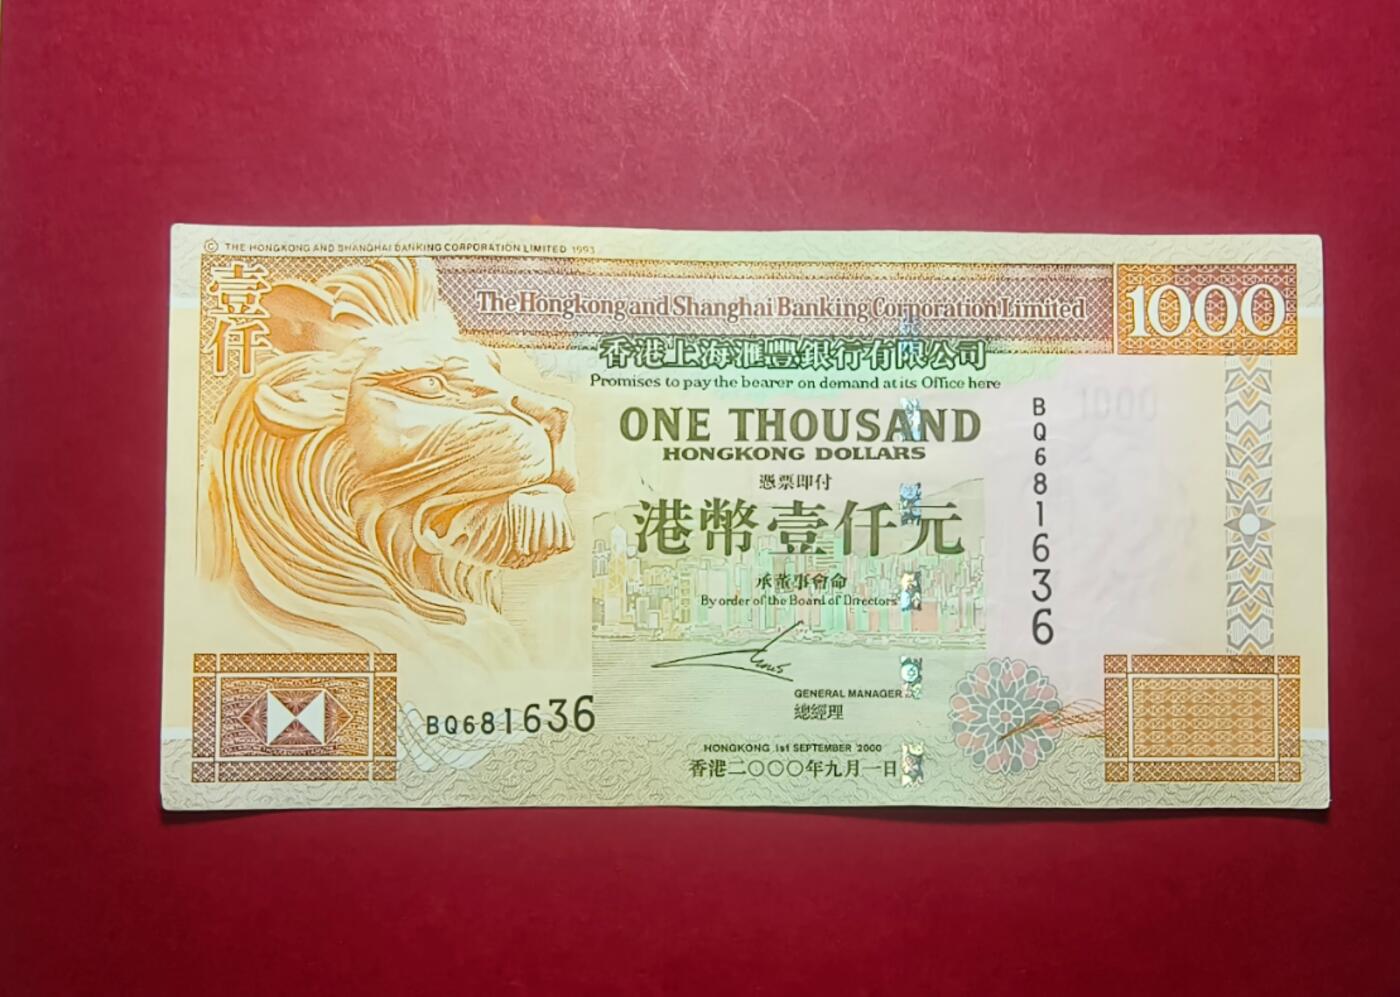 © THE HONGKONG AND SHANGHAI BANKING CORPORATION LIMITED 1993
壹仟
The Hongkong and Shanghai Banking Corporation Limited
1000
香港上海滙豐銀行有限公司
Promises to pay the bearer on demand at its Office here
ONE THOUSAND
HONGKONG DOLLARS
憑票即付
港幣壹仟元
承董事會命
By order of the Board of Directors
BQ681636
1000
GENERAL MANAGER
總經理
BQ681636
HONGKONG 1st SEPTEMBER 2000
香港二〇〇〇年九月一日